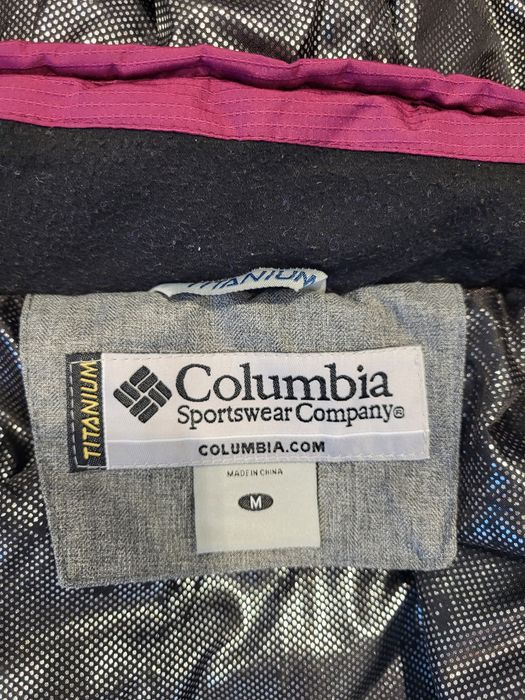 TITANIUM
TITANIUM
Columbia
Sportswear Company®
COLUMBIA.COM
MADE IN CHINA
M